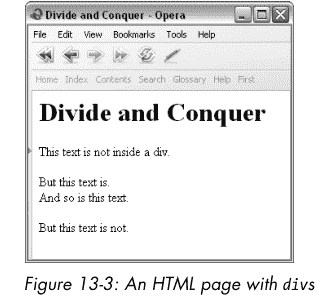 Divide and Conquer - Opera
File Edit View Bookmarks Tools Help
Home Index Contents Search Glossary Help First
Divide and Conquer
This text is not inside a div.
But this text is.
And so is this text.
But this text is not.
Figure 13-3: An HTML page with divs